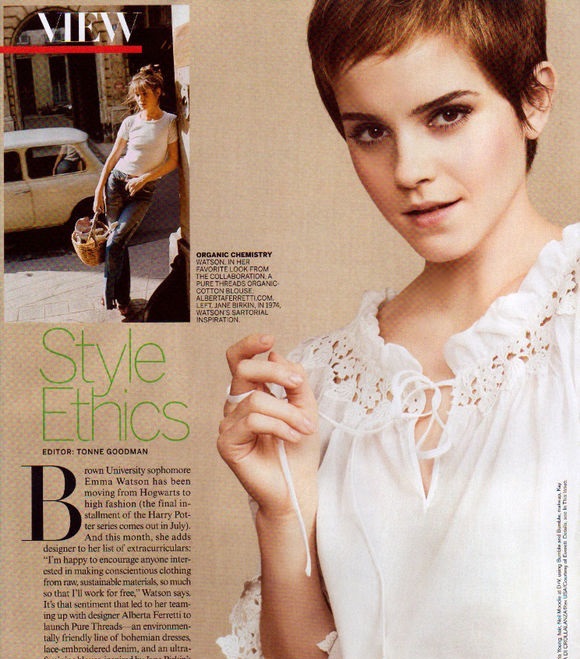 VIEW
ORGANIC CHEMISTRY
WATSON, IN HER
FAVORITE LOOK FROM
THE COLLABORATION, A
PURE THREADS ORGANIC-
COTTON BLOUSE.
ALBERTAFERRETTI.COM.
LEFT, JANE BIRKIN, IN 1974,
WATSON'S SARTORIAL
INSPIRATION.
Style
Ethics
EDITOR: TONNE GOODMAN
Brown University sophomore
Emma Watson has been
moving from Hogwarts to
high fashion (the final in-
stallment of the Harry Pot-
ter series comes out in July).
And this month, she adds
designer to her list of extracurriculars:
"I'm happy to encourage anyone inter-
ested in making conscientious clothing
from raw, sustainable materials, so much
so that I'll work for free," Watson says.
It's that sentiment that led to her team-
ing up with designer Alberta Ferretti to
launch Pure Threads—an environmen-
tally friendly line of bohemian dresses,
lace-embroidered denim, and an ultra-